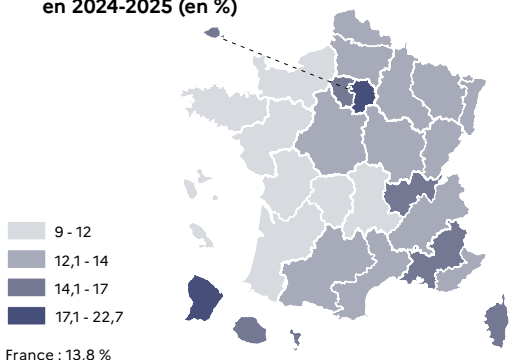 en 2024-2025 (en %)
9 - 12
12,1 - 14
14,1 - 17
17,1 - 22,7
France : 13,8 %